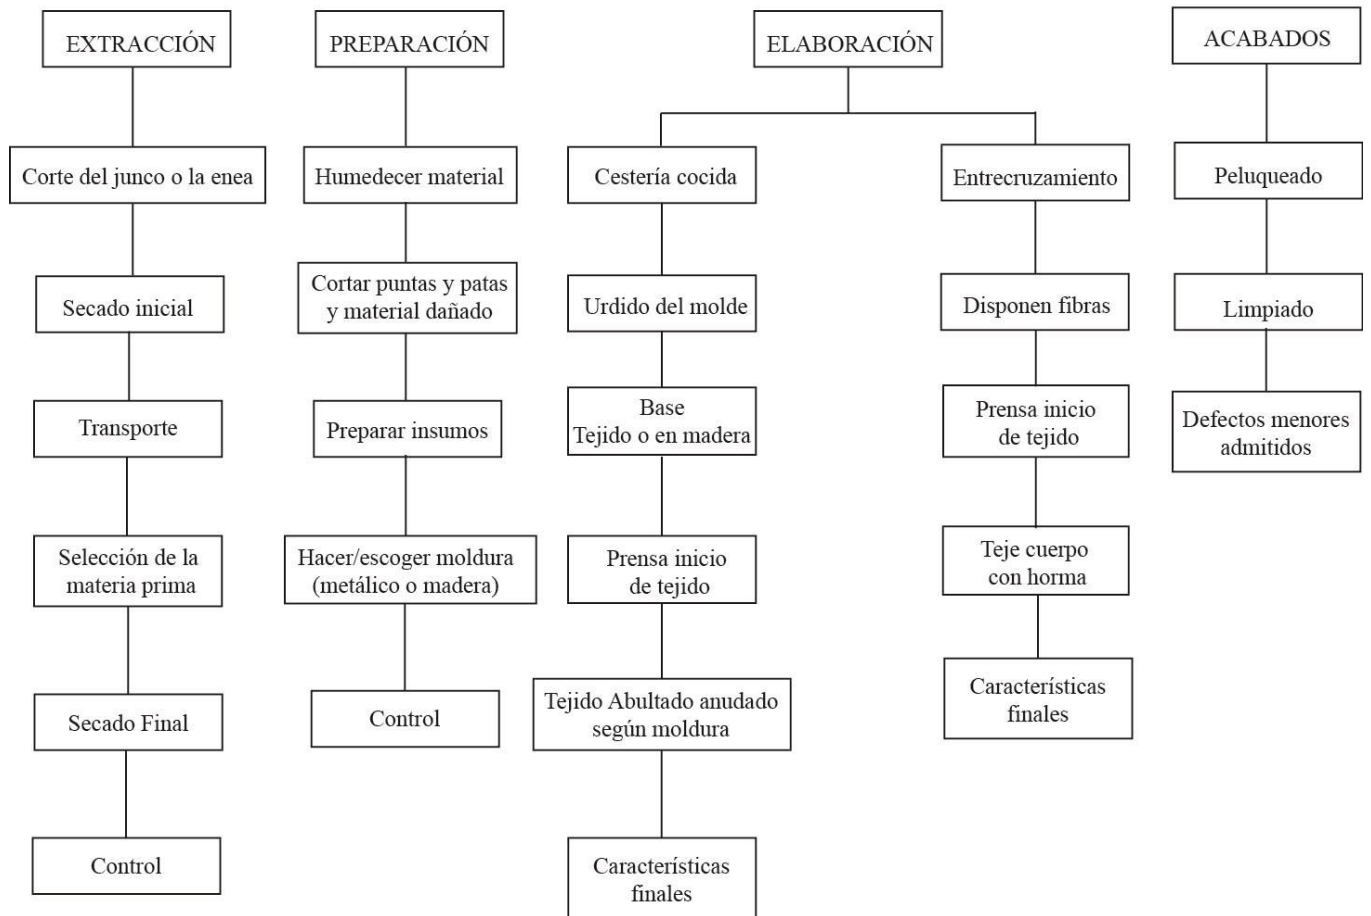 EXTRACCIÓN
Corte del junco o la enea
Secado inicial
Transporte
Selección de la
materia prima
Secado Final
Control
PREPARACIÓN
Humedecer material
Cortar puntas y patas
y material dañado
Preparar insumos
Hacer/escoger moldura
(metálico o madera)
Control
ELABORACIÓN
Cestería cocida
Urdido del molde
Base
Tejido o en madera
Prensa inicio
de tejido
Tejido Abultado anudado
según moldura
Características
finales
Entrecruzamiento
Disponen fibras
Prensa inicio
de tejido
Teje cuerpo
con horma
Características
finales
ACABADOS
Peluqueado
Limpiado
Defectos menores
admitidos